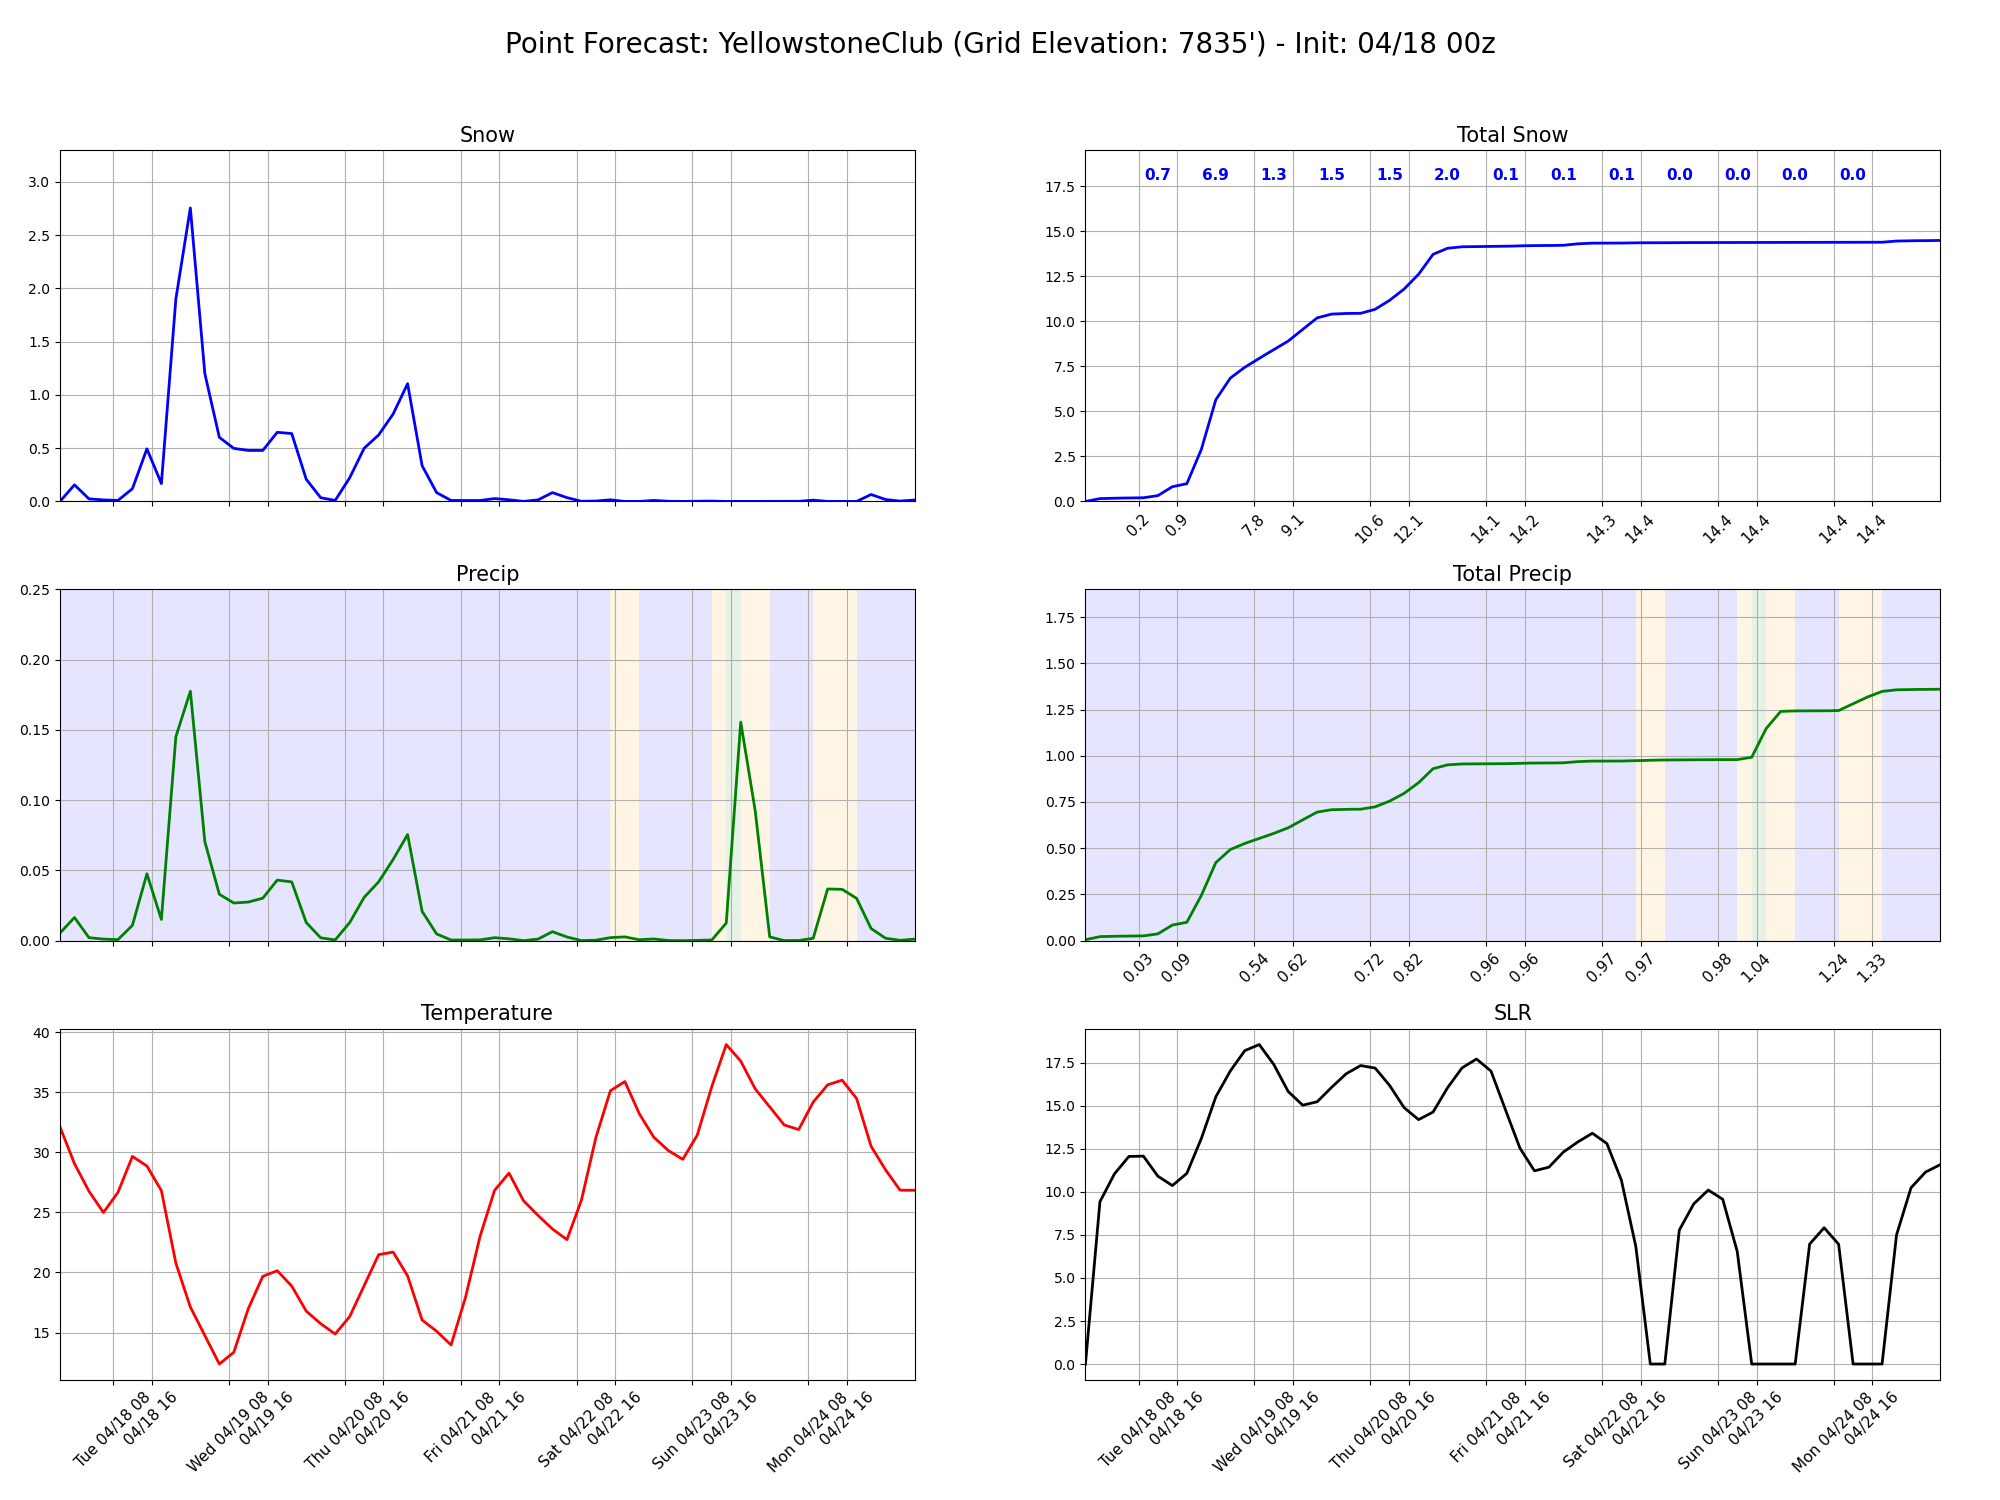 Point Forecast: YellowstoneClub (Grid Elevation: 7835') - Init: 04/18 00z
Snow
3.0
2.5
2.0
1.5
1.0
0.5
0.0
Total Snow
0.7 6.9 1.3 1.5 1.5 2.0 0.1 0.1 0.1 0.0 0.0 0.0 0.0
17.5
15.0
12.5
10.0
7.5
5.0
2.5
0.0
0.2 0.9 7.8 9.1 10.6 12.1 14.1 14.2 14.3 14.4 14.4 14.4 14.4 14.4
Precip
0.25
0.20
0.15
0.10
0.05
0.00
Total Precip
1.75
1.50
1.25
1.00
0.75
0.50
0.25
0.00
0.03 0.09 0.54 0.62 0.72 0.82 0.96 0.96 0.97 0.97 0.98 1.04 1.24 1.33
Temperature
40
35
30
25
20
15
Tue 04/18 08
04/18 16
Wed 04/19 08
04/19 16
Thu 04/20 08
04/20 16
Fri 04/21 08
04/21 16
Sat 04/22 08
04/22 16
Sun 04/23 08
04/23 16
Mon 04/24 08
04/24 16
SLR
17.5
15.0
12.5
10.0
7.5
5.0
2.5
0.0
Tue 04/18 08
04/18 16
Wed 04/19 08
04/19 16
Thu 04/20 08
04/20 16
Fri 04/21 08
04/21 16
Sat 04/22 08
04/22 16
Sun 04/23 08
04/23 16
Mon 04/24 08
04/24 16